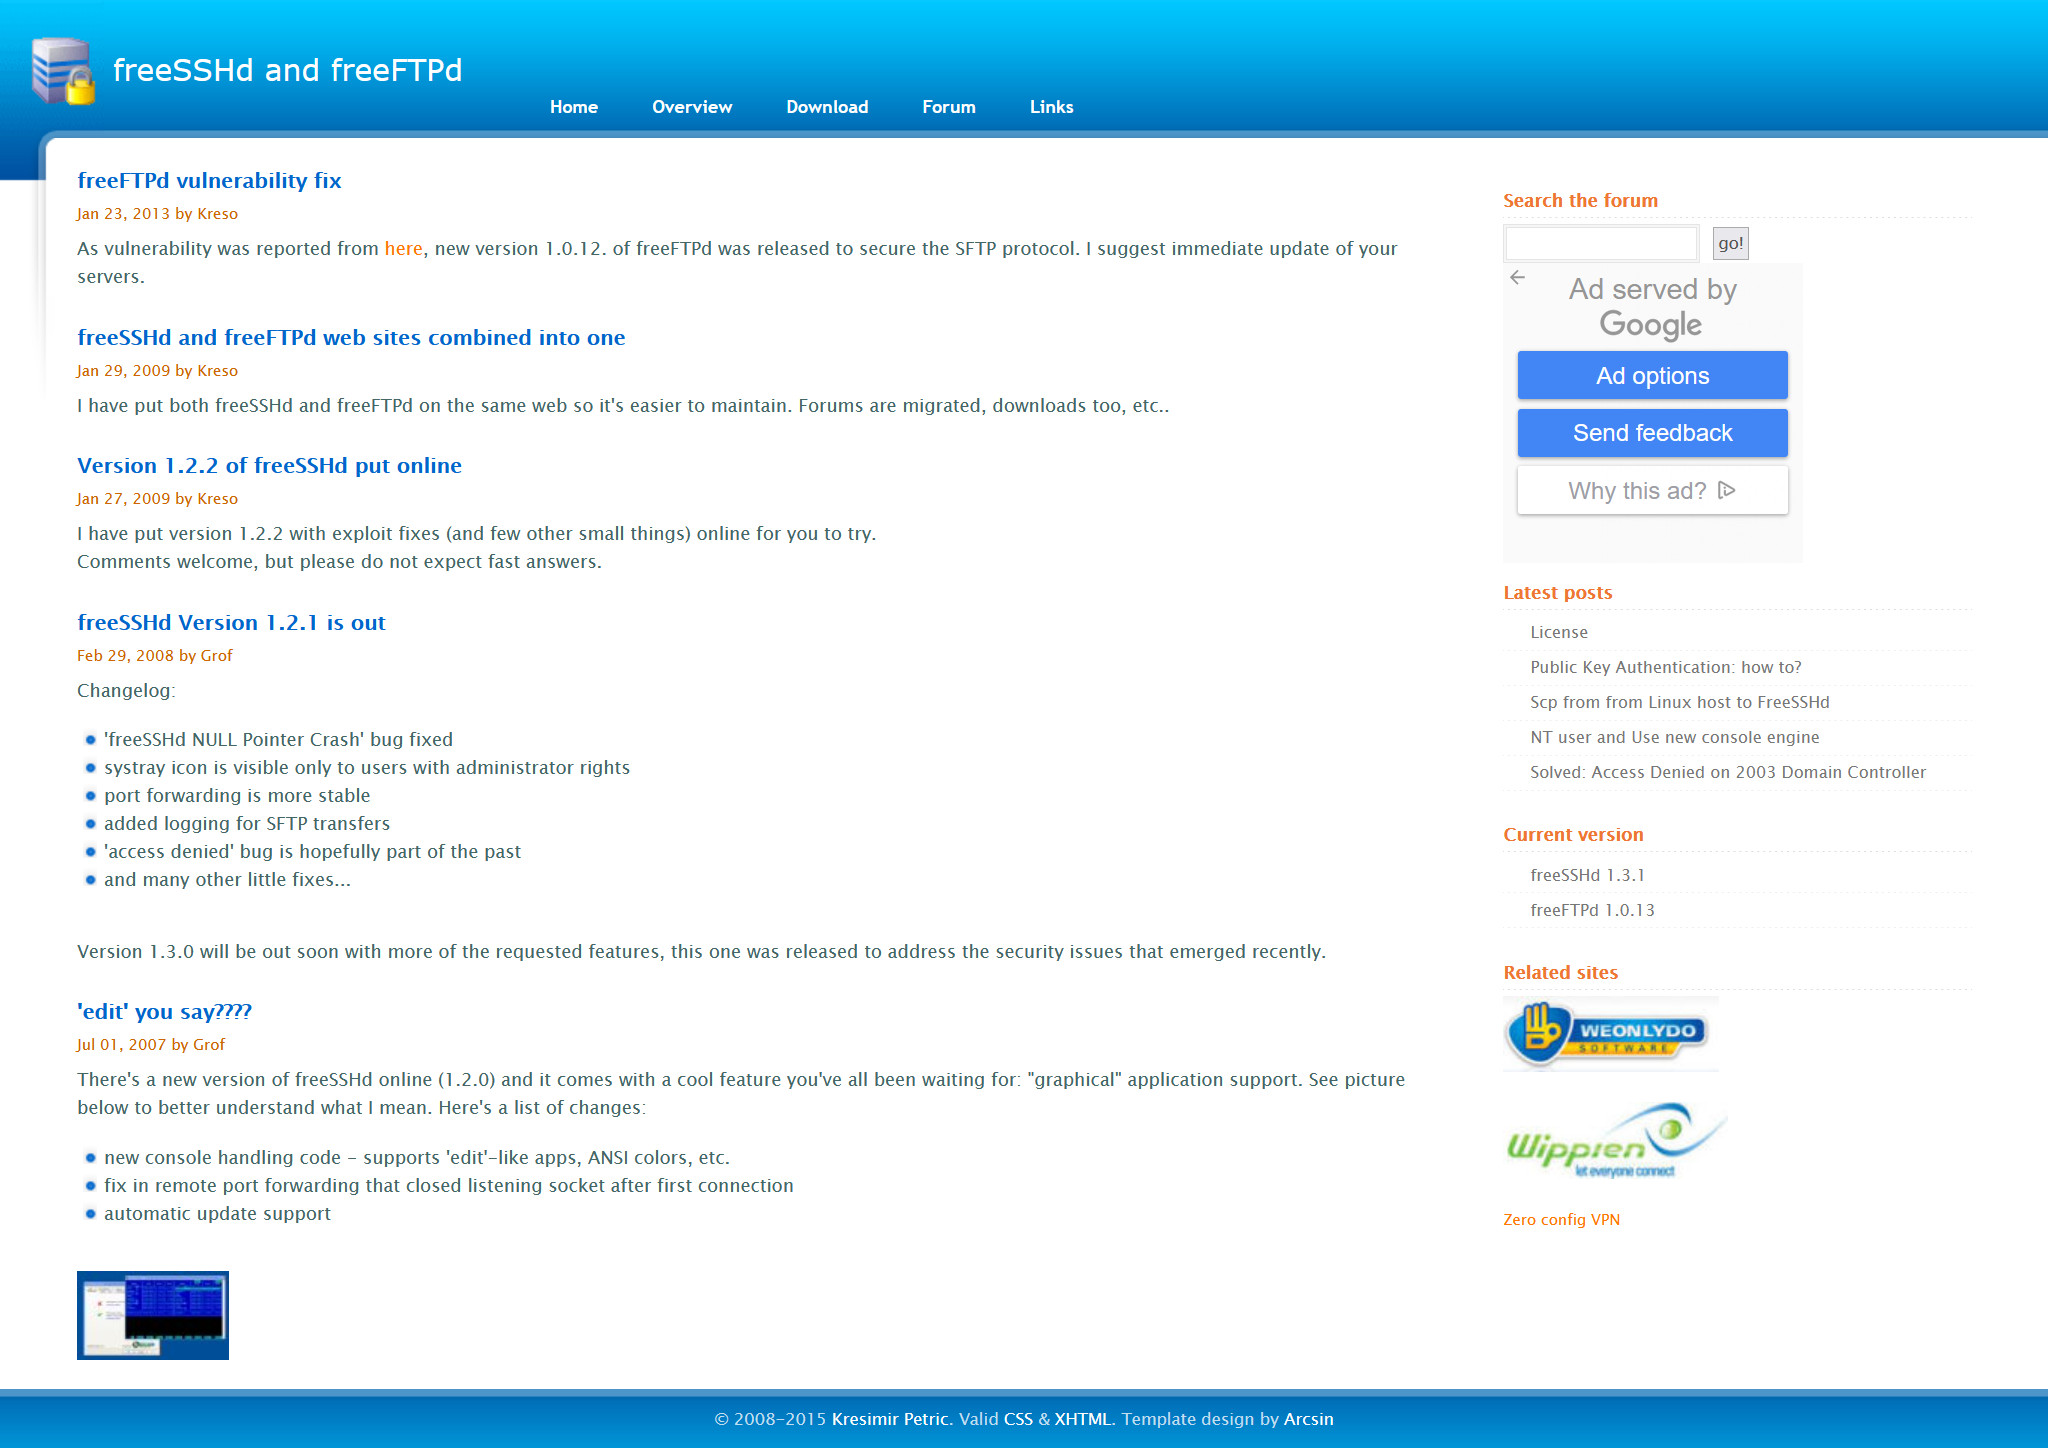 freeSSHd and freeFTPd
Home Overview Download Forum Links
freeFTPd vulnerability fix
Jan 23, 2013 by Kreso
As vulnerability was reported from here, new version 1.0.12. of freeFTPd was released to secure the SFTP protocol. I suggest immediate update of your
servers.
freeSSHd and freeFTPd web sites combined into one
Jan 29, 2009 by Kreso
I have put both freeSSHd and freeFTPd on the same web so it's easier to maintain. Forums are migrated, downloads too, etc..
Version 1.2.2 of freeSSHd put online
Jan 27, 2009 by Kreso
I have put version 1.2.2 with exploit fixes (and few other small things) online for you to try.
Comments welcome, but please do not expect fast answers.
freeSSHd Version 1.2.1 is out
Feb 29, 2008 by Grof
Changelog:
'freeSSHd NULL Pointer Crash' bug fixed
systray icon is visible only to users with administrator rights
port forwarding is more stable
added logging for SFTP transfers
'access denied' bug is hopefully part of the past
and many other little fixes...
Version 1.3.0 will be out soon with more of the requested features, this one was released to address the security issues that emerged recently.
'edit' you say????
Jul 01, 2007 by Grof
There's a new version of freeSSHd online (1.2.0) and it comes with a cool feature you've all been waiting for: "graphical" application support. See picture
below to better understand what I mean. Here's a list of changes:
new console handling code - supports 'edit'-like apps, ANSI colors, etc.
fix in remote port forwarding that closed listening socket after first connection
automatic update support
Search the forum
go!
Ad served by
Google
Ad options
Send feedback
Why this ad?
Latest posts
License
Public Key Authentication: how to?
Scp from from Linux host to FreeSSHd
NT user and Use new console engine
Solved: Access Denied on 2003 Domain Controller
Current version
freeSSHd 1.3.1
freeFTPd 1.0.13
Related sites
WEONLYDO
SOFTWARE
Wippien
let everyone connect
Zero config VPN
© 2008-2015 Kresimir Petric. Valid CSS & XHTML. Template design by Arcsin